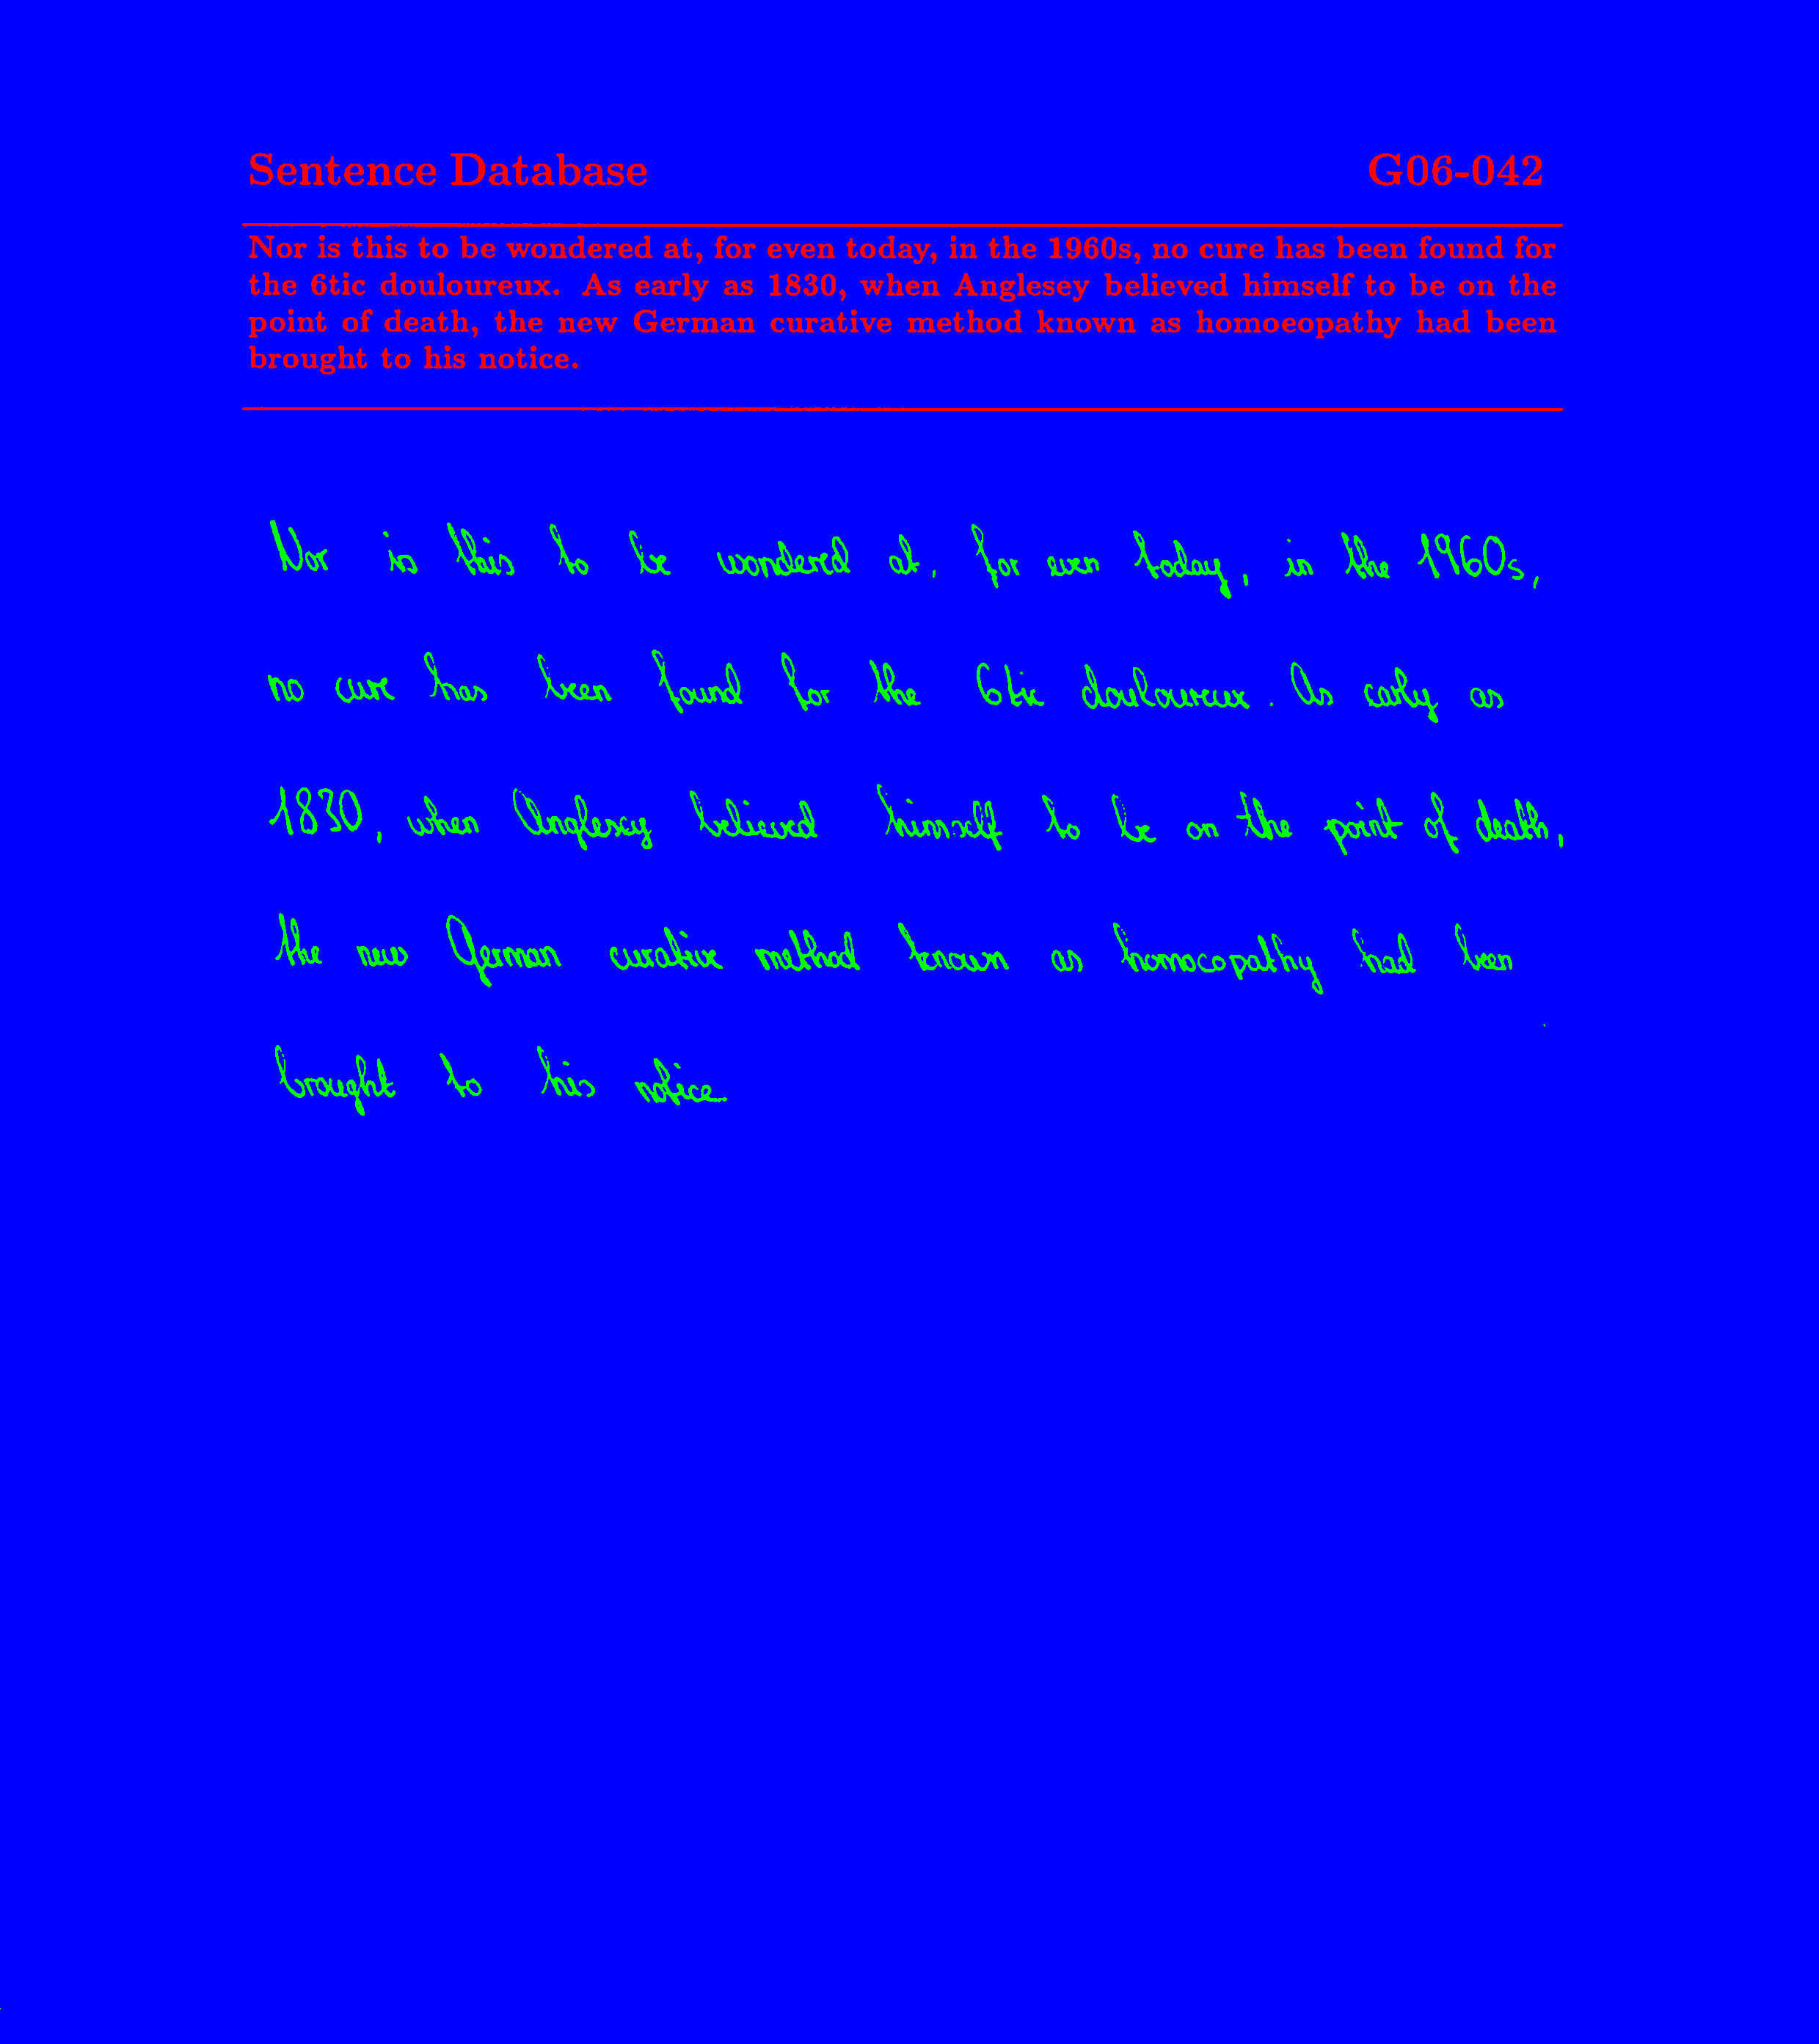 Sentence Database G06-042
Nor is this to be wondered at, for even today, in the 1960s, no cure has been found for
the 6tic douloureux. As early as 1830, when Anglesey believed himself to be on the
point of death, the new German curative method known as homoeopathy had been
brought to his notice.
Nor is this to be wondered at, for even today, in the 1960s,
no cure has been found for the 6tic douloureux. As early as
1830, when Anglesey believed himself to be on the point of death,
the new German curative method known as homoeopathy had been
brought to his notice.